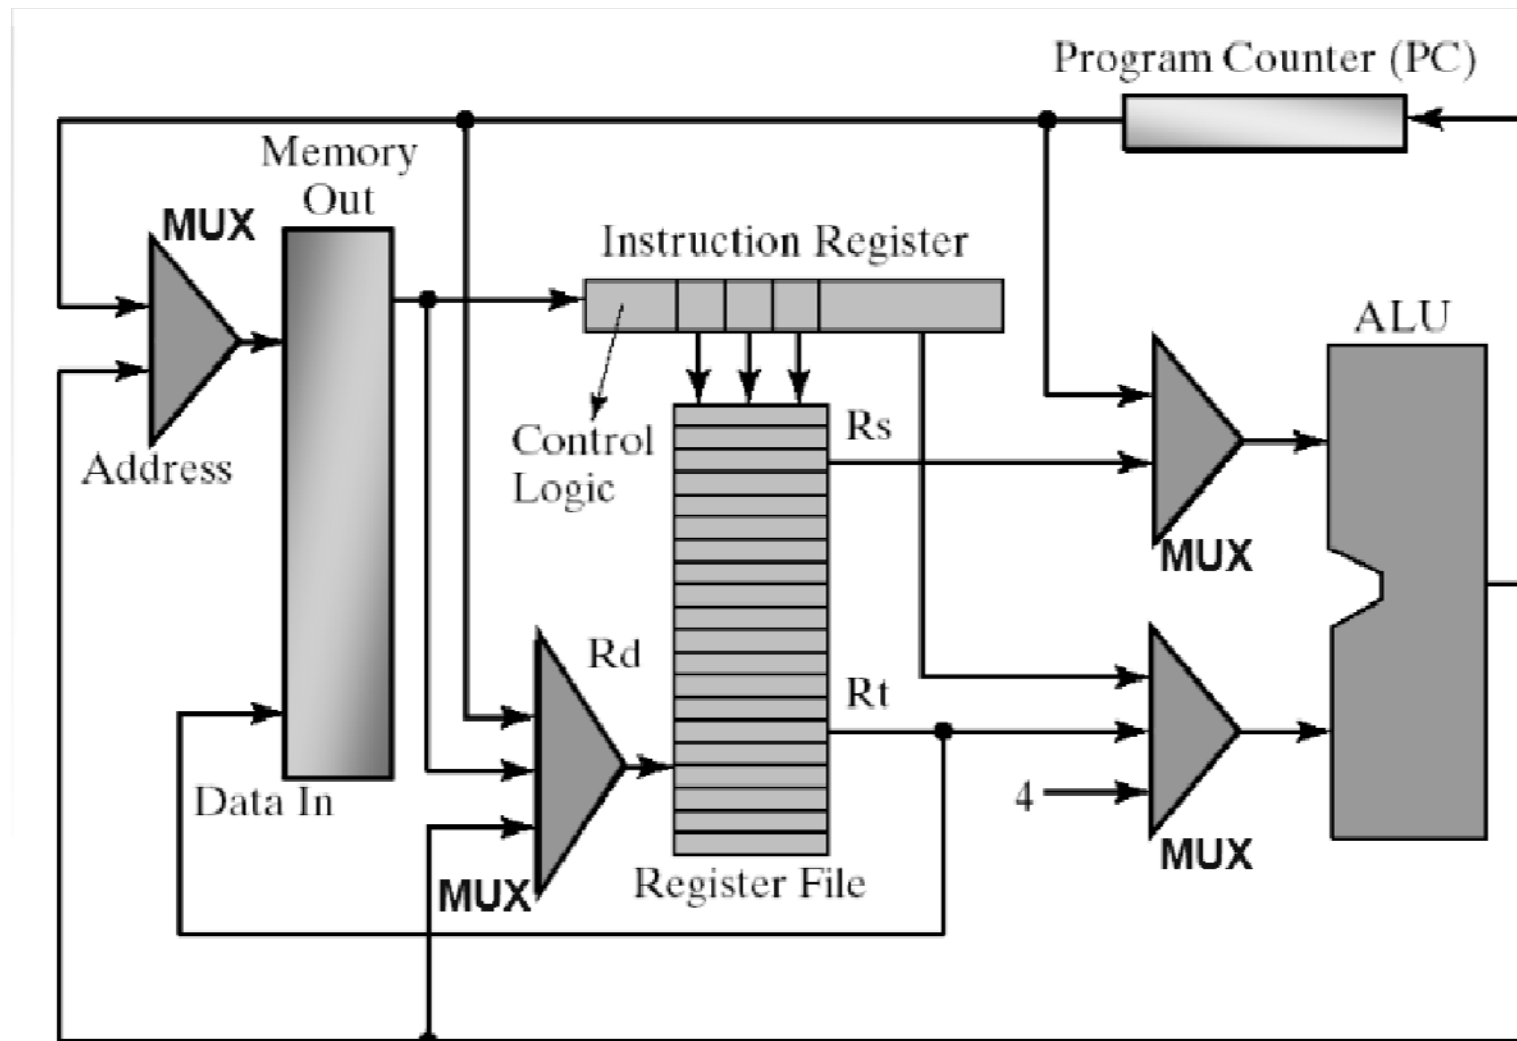 Program Counter (PC)
Memory
Out
MUX
Instruction Register
ALU
Control
Logic
Address
Rs
MUX
Rd
Rt
4
Data In
MUX
Register File
MUX